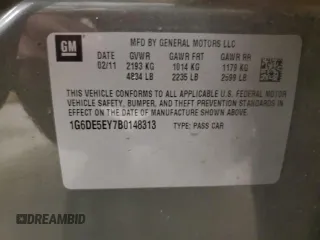 GM
MFD BY GENERAL MOTORS LLC
DATE GVWR GAWR FRT GAWR RR
02/11 2193 KG 1014 KG 1179 KG
4834 LB 2235 LB 2599 LB
THIS VEHICLE CONFORMS TO ALL APPLICABLE U.S. FEDERAL MOTOR
VEHICLE SAFETY, BUMPER, AND THEFT PREVENTION STANDARDS
IN EFFECT ON THE DATE OF MANUFACTURE SHOWN ABOVE.
1G6DE5EY7B0148313 TYPE: PASS CAR
DREAMBID